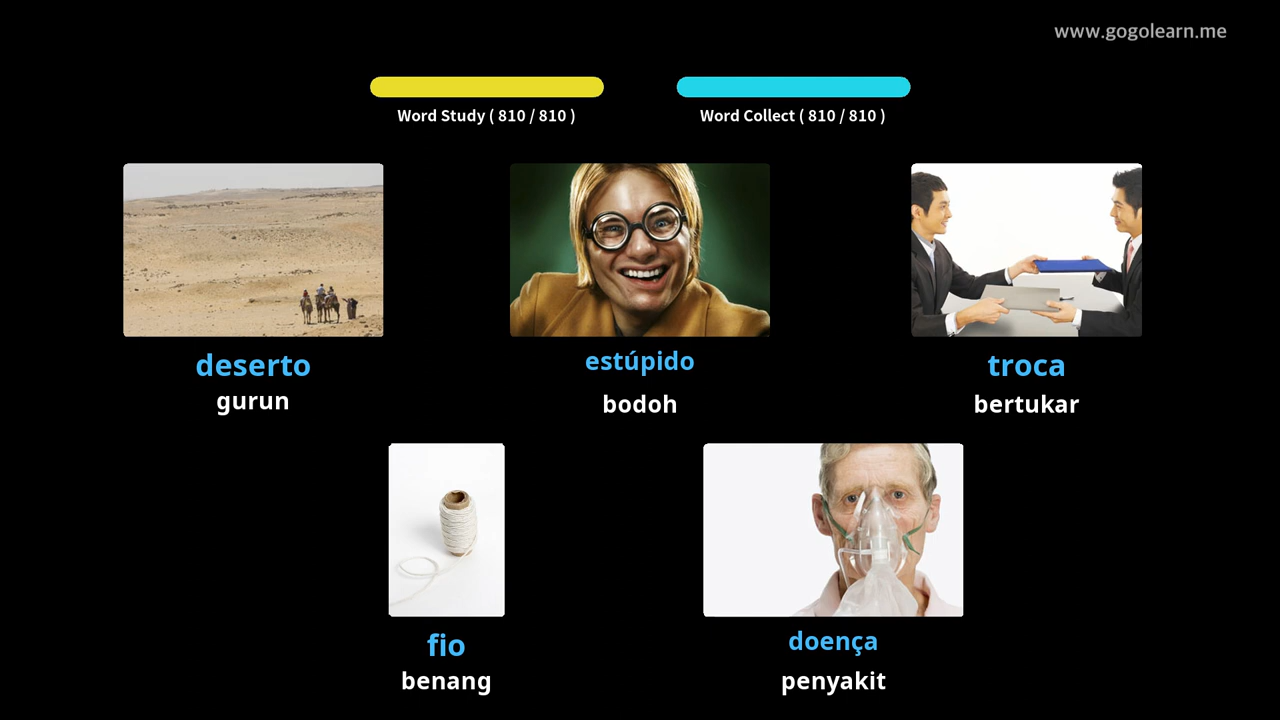 www.gogolearn.me
Word Study ( 810 / 810 )
Word Collect ( 810 / 810 )
deserto
gurun
estúpido
bodoh
troca
bertukar
fio
benang
doença
penyakit